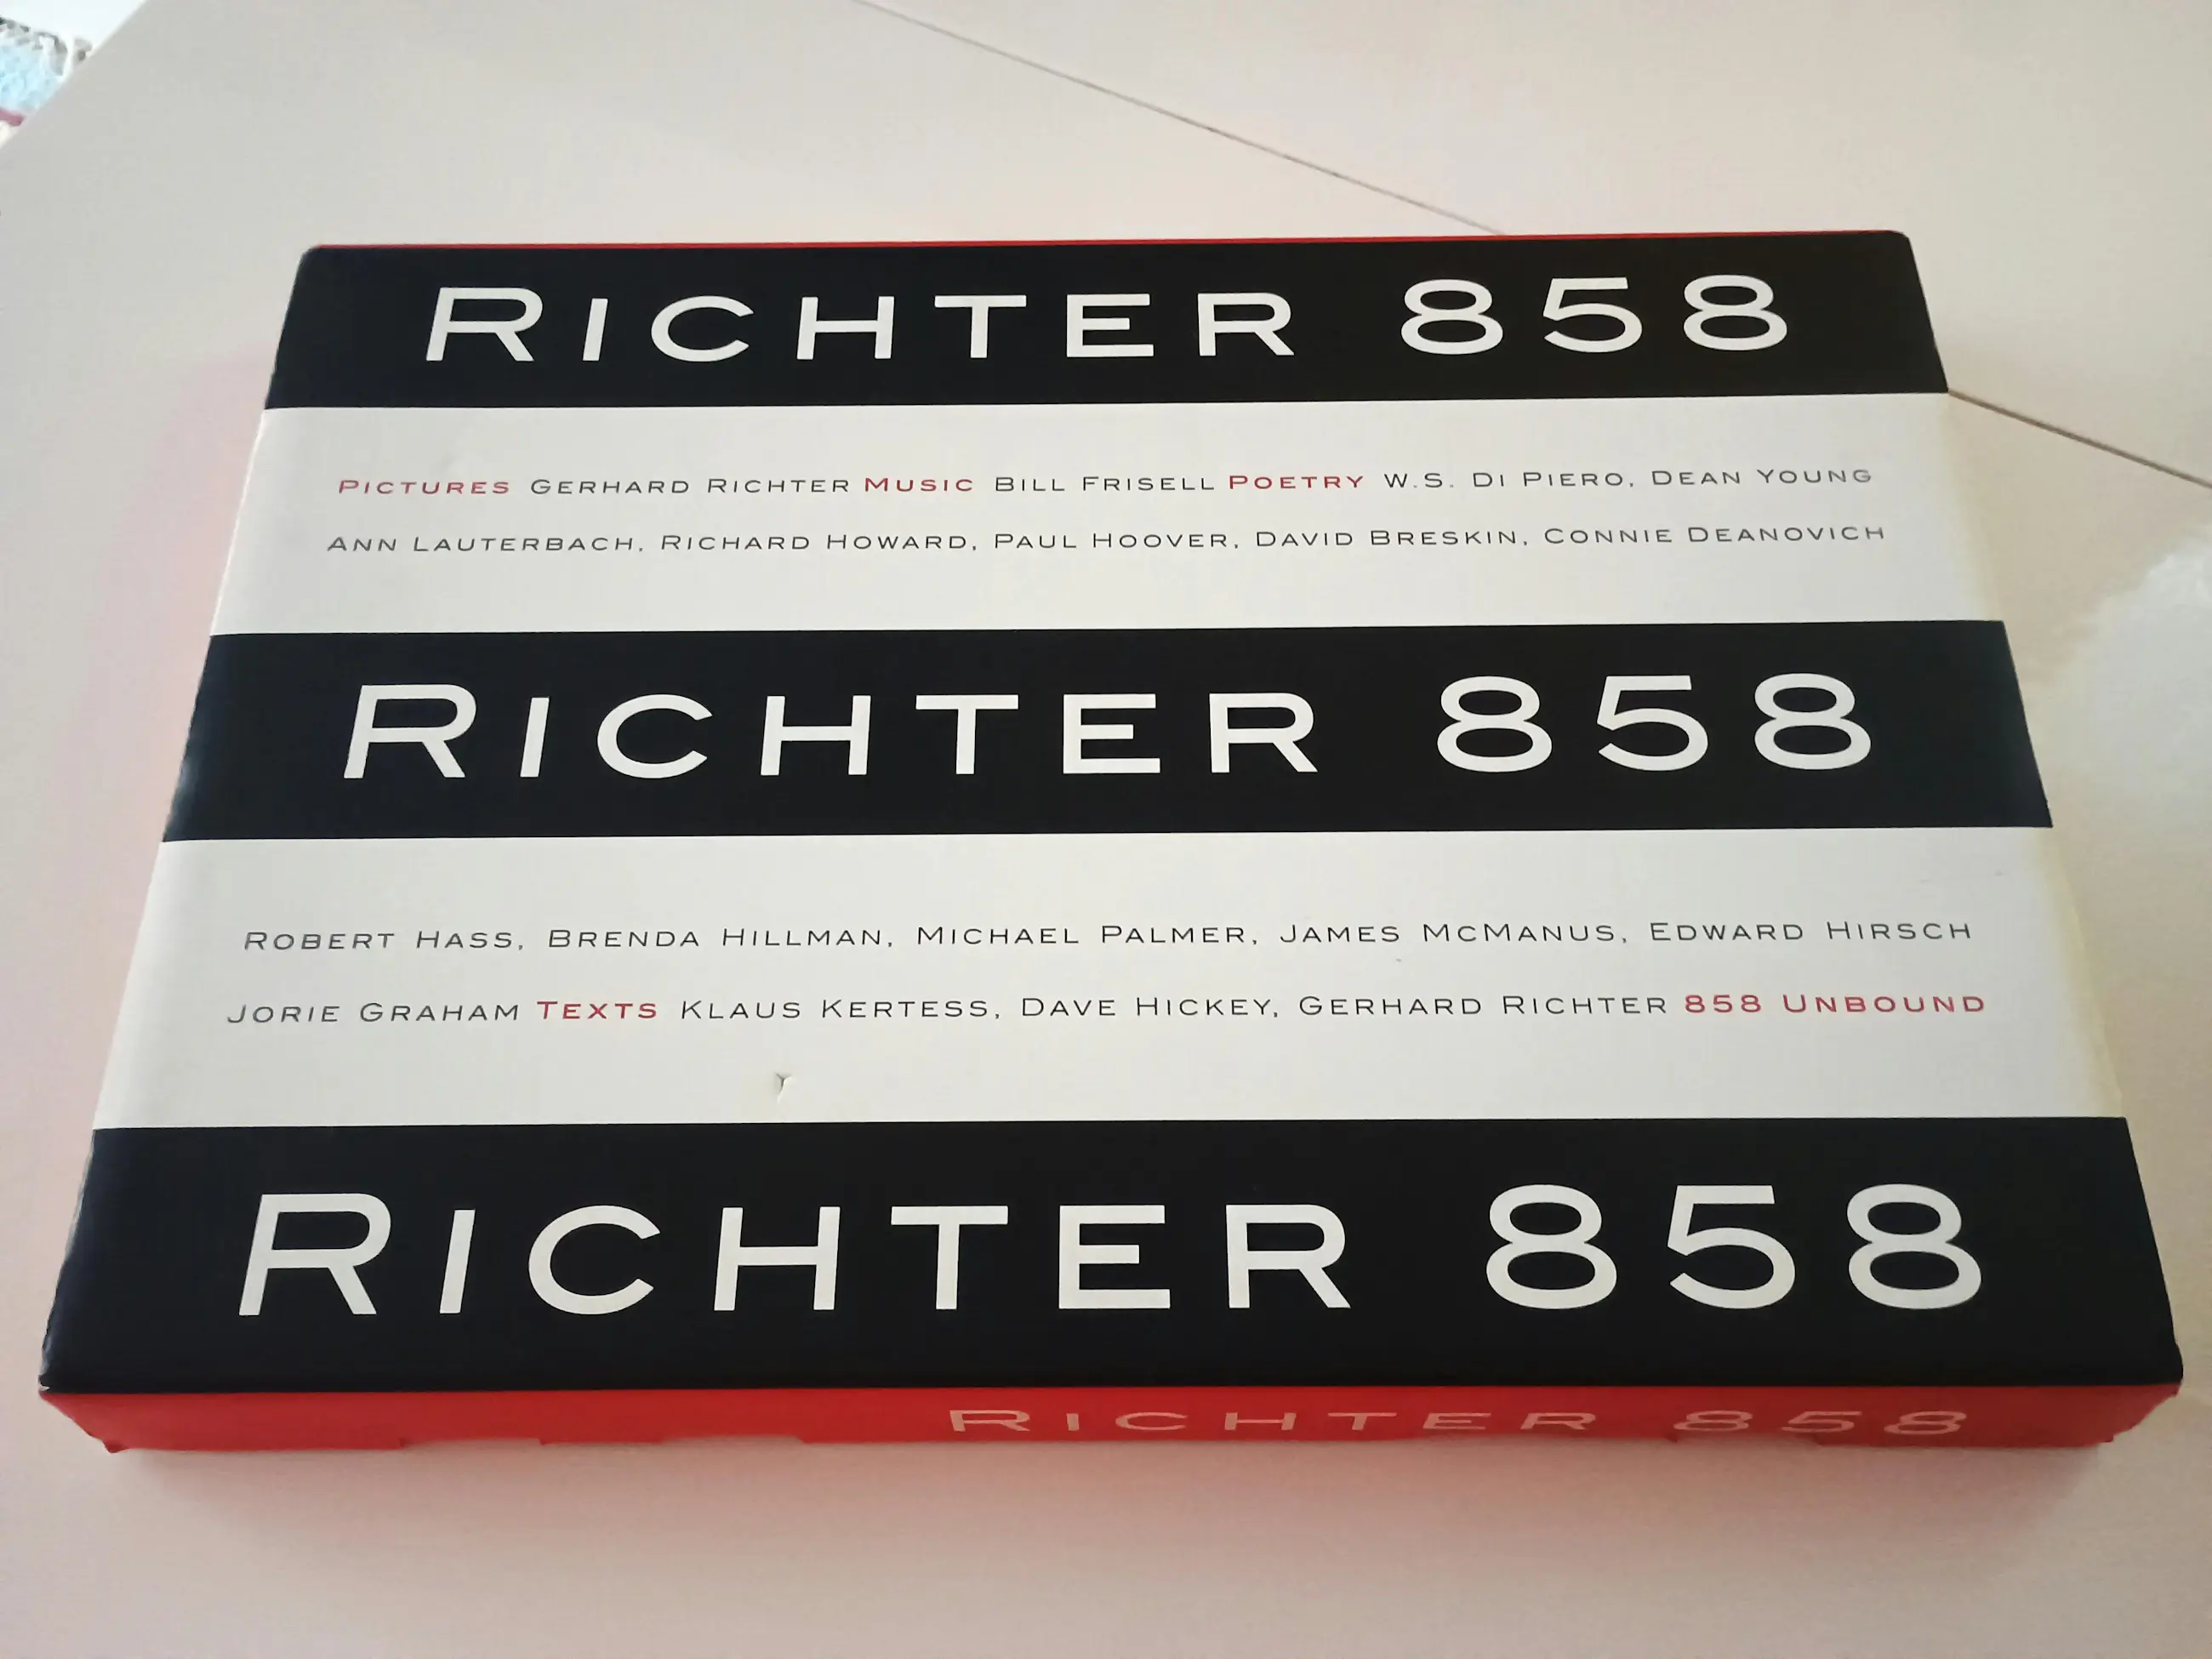 RICHTER 858
PICTURES GERHARD RICHTER MUSIC BILL FRISELL POETRY W.S. DI PIERO, DEAN YOUNG
ANN LAUTERBACH, RICHARD HOWARD, PAUL HOOVER, DAVID BRESKIN, CONNIE DEANOVICH
RICHTER 858
ROBERT HASS, BRENDA HILLMAN, MICHAEL PALMER, JAMES MCMANUS, EDWARD HIRSCH
JORIE GRAHAM TEXTS KLAUS KERTESS, DAVE HICKEY, GERHARD RICHTER 858 UNBOUND
RICHTER 858
RICHTER 858